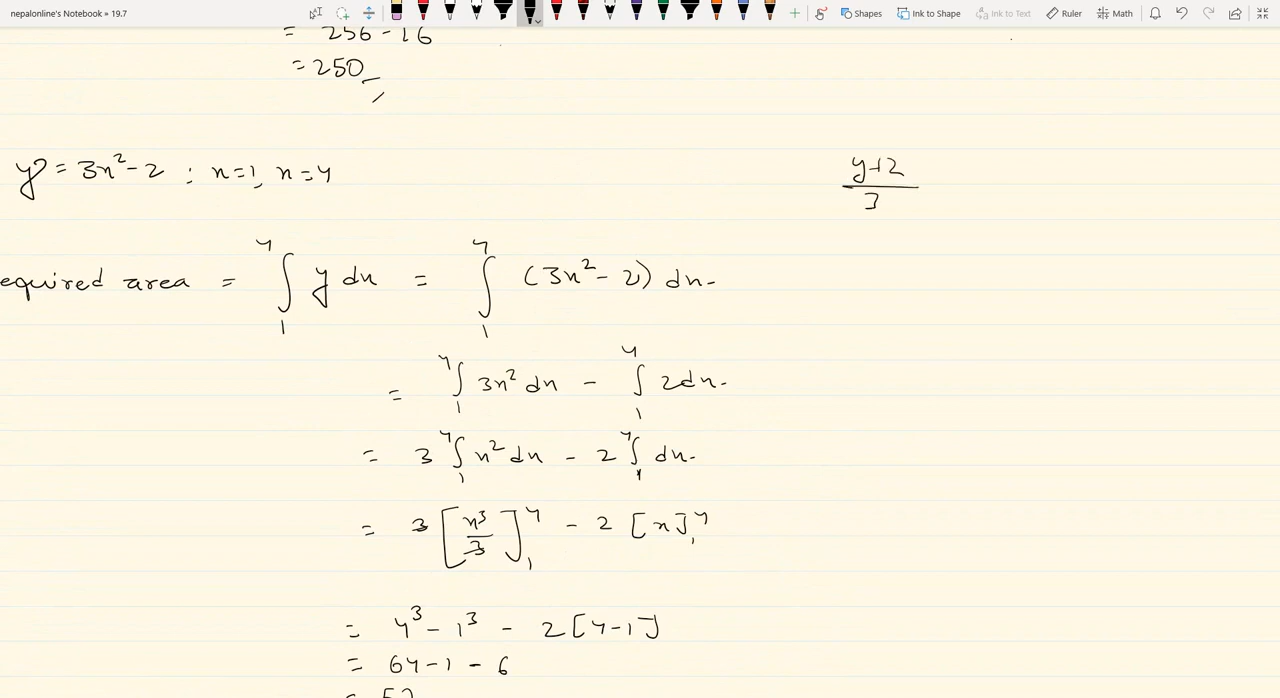 nepalonline's Notebook » 19.7
Shapes Ink to Shape Ink to Text Ruler Math
= 256 - 16
= 250
y = 3x² - 2 : x = 1, x = 4
y+2
3
equired area = ∫₁⁴ y dx = ∫₁⁴ (3x² - 2) dx.
= ∫₁⁴ 3x² dx - ∫₁⁴ 2dx.
= 3 ∫₁⁴ x² dx - 2 ∫₁⁴ dx.
= 3 [x³/3]₁⁴ - 2 [x]₁⁴
= 4³ - 1³ - 2 [4-1]
= 64 - 1 - 6